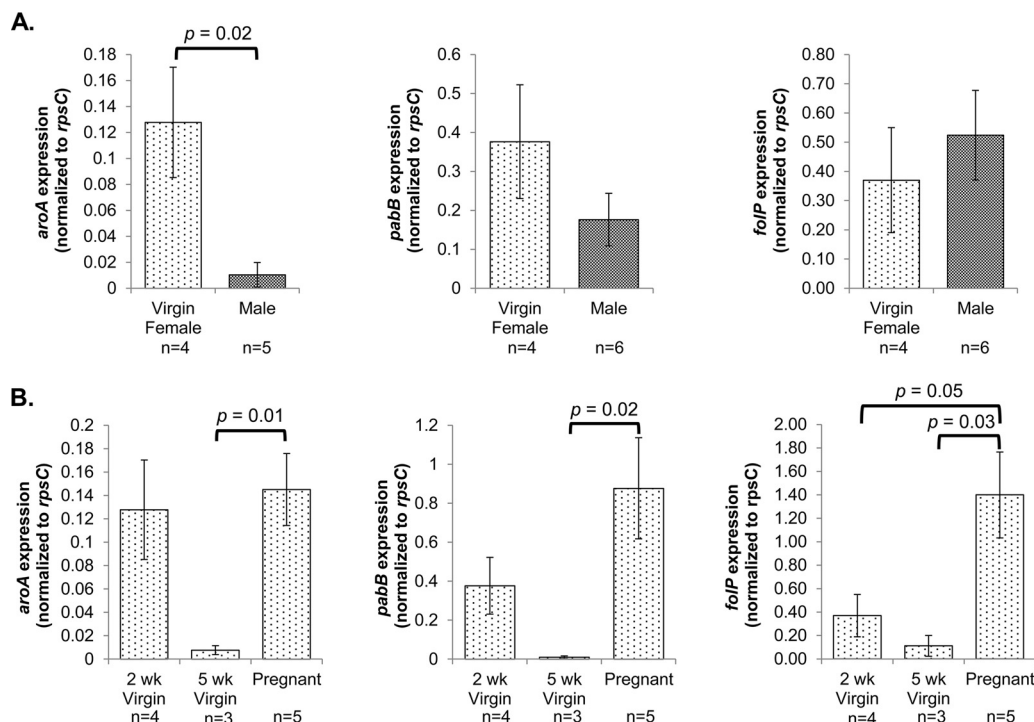 A.
p = 0.02
aroA expression
(normalized to rpsC)
0.18
0.16
0.14
0.12
0.1
0.08
0.06
0.04
0.02
0
Virgin
Female
n=4
Male
n=5
pabB expression
(normalized to rpsC)
0.6
0.5
0.4
0.3
0.2
0.1
0
Virgin
Female
n=4
Male
n=6
folP expression
(normalized to rpsC)
0.80
0.70
0.60
0.50
0.40
0.30
0.20
0.10
0.00
Virgin
Female
n=4
Male
n=6
B.
p = 0.01
aroA expression
(normalized to rpsC)
0.2
0.18
0.16
0.14
0.12
0.1
0.08
0.06
0.04
0.02
0
2 wk
Virgin
n=4
5 wk
Virgin
n=3
Pregnant
n=5
p = 0.02
pabB expression
(normalized to rpsC)
1.2
1
0.8
0.6
0.4
0.2
0
2 wk
Virgin
n=4
5 wk
Virgin
n=3
Pregnant
n=5
p = 0.05
p = 0.03
folP expression
(normalized to rpsC)
2.00
1.80
1.60
1.40
1.20
1.00
0.80
0.60
0.40
0.20
0.00
2 wk
Virgin
n=4
5 wk
Virgin
n=3
Pregnant
n=5